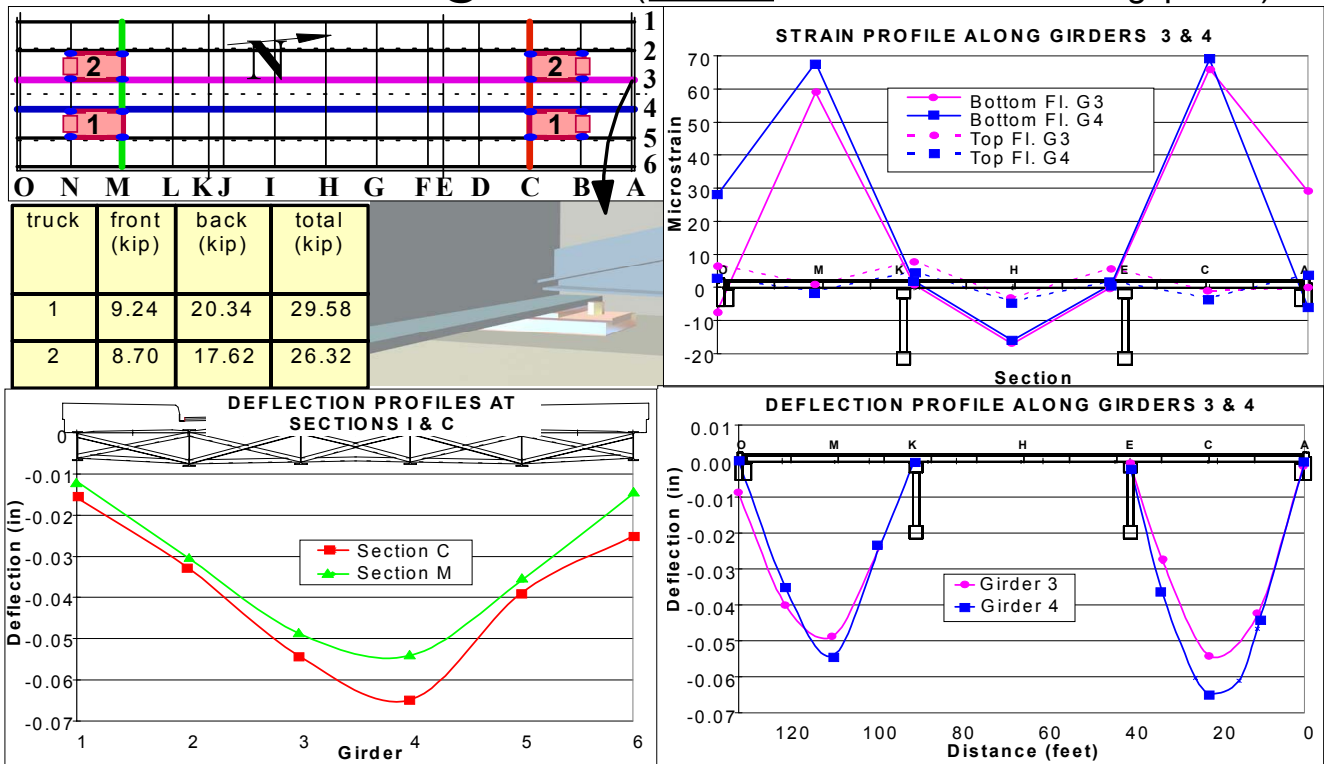 1
2
3
4
5
6
N
2
2
1
1
O N M L K J I H G F E D C B A
truck front (kip) back (kip) total (kip)
1 9.24 20.34 29.58
2 8.70 17.62 26.32
STRAIN PROFILE ALONG GIRDERS 3 & 4
Bottom Fl. G3
Bottom Fl. G4
Top Fl. G3
Top Fl. G4
Microstrain
70
60
50
40
30
20
10
0
-10
-20
O M K H E C A
Section
DEFLECTION PROFILES AT
SECTIONS I & C
Section C
Section M
Deflection (in)
0
-0.01
-0.02
-0.03
-0.04
-0.05
-0.06
-0.07
1 2 3 4 5 6
Girder
DEFLECTION PROFILE ALONG GIRDERS 3 & 4
O M K H E C A
Girder 3
Girder 4
Deflection (in)
0.01
0.00
-0.01
-0.02
-0.03
-0.04
-0.05
-0.06
-0.07
120 100 80 60 40 20 0
Distance (feet)